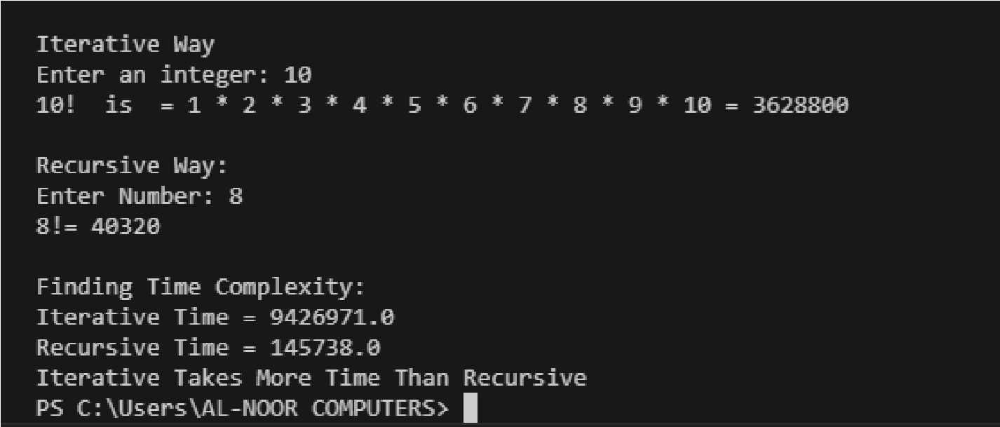 Iterative Way
Enter an integer: 10
10!  is  = 1 * 2 * 3 * 4 * 5 * 6 * 7 * 8 * 9 * 10 = 3628800
Recursive Way:
Enter Number: 8
8!= 40320
Finding Time Complexity:
Iterative Time = 9426971.0
Recursive Time = 145738.0
Iterative Takes More Time Than Recursive
PS C:\Users\AL-NOOR COMPUTERS>